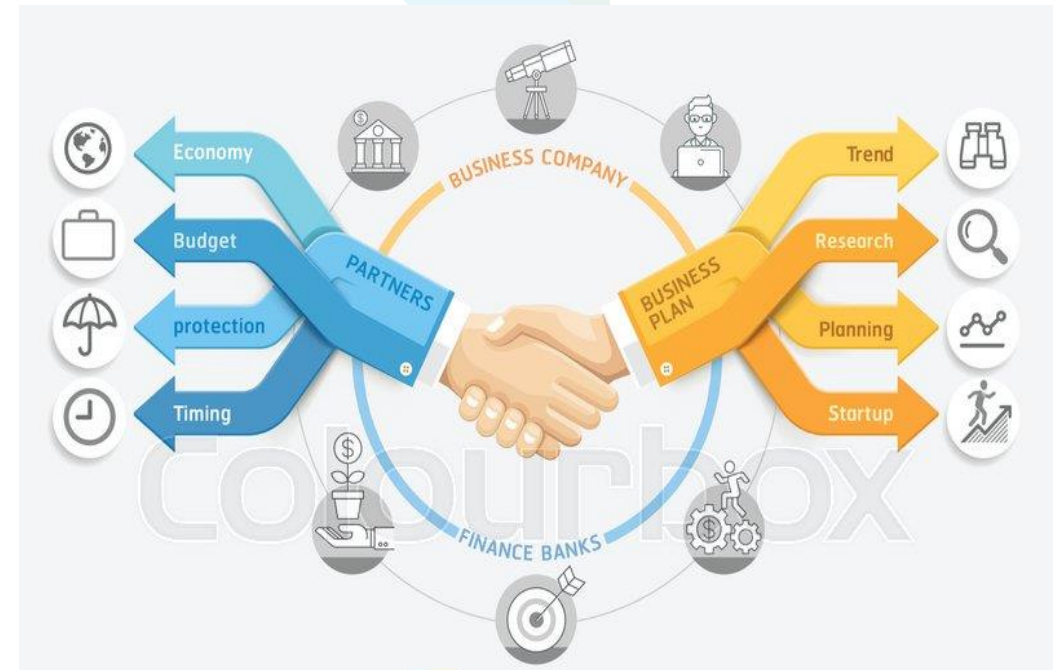 BUSINESS COMPANY
Economy
Budget
protection
Timing
PARTNERS
BUSINESS
PLAN
Trend
Research
Planning
Startup
FINANCE BANKS
colourbox